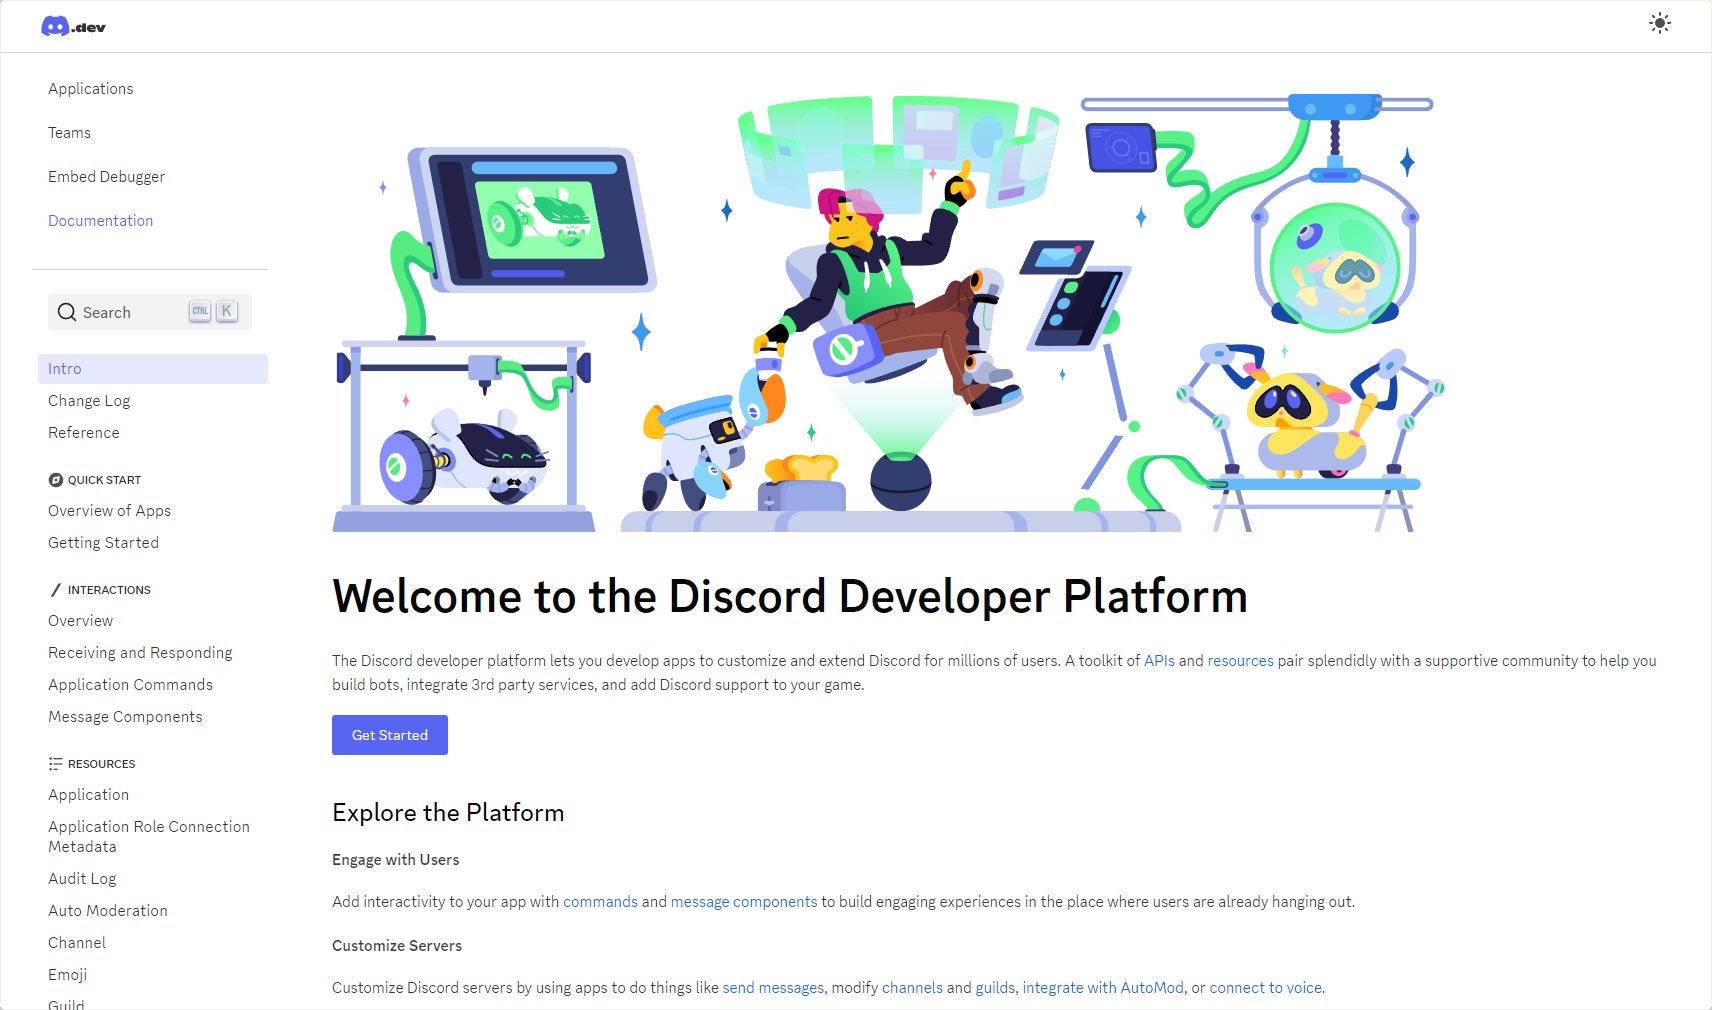 .dev
Applications
Teams
Embed Debugger
Documentation
Search CTRL K
Intro
Change Log
Reference
QUICK START
Overview of Apps
Getting Started
INTERACTIONS
Overview
Receiving and Responding
Application Commands
Message Components
RESOURCES
Application
Application Role Connection
Metadata
Audit Log
Auto Moderation
Channel
Emoji
Guild
Welcome to the Discord Developer Platform
The Discord developer platform lets you develop apps to customize and extend Discord for millions of users. A toolkit of APIs and resources pair splendidly with a supportive community to help you
build bots, integrate 3rd party services, and add Discord support to your game.
Get Started
Explore the Platform
Engage with Users
Add interactivity to your app with commands and message components to build engaging experiences in the place where users are already hanging out.
Customize Servers
Customize Discord servers by using apps to do things like send messages, modify channels and guilds, integrate with AutoMod, or connect to voice.